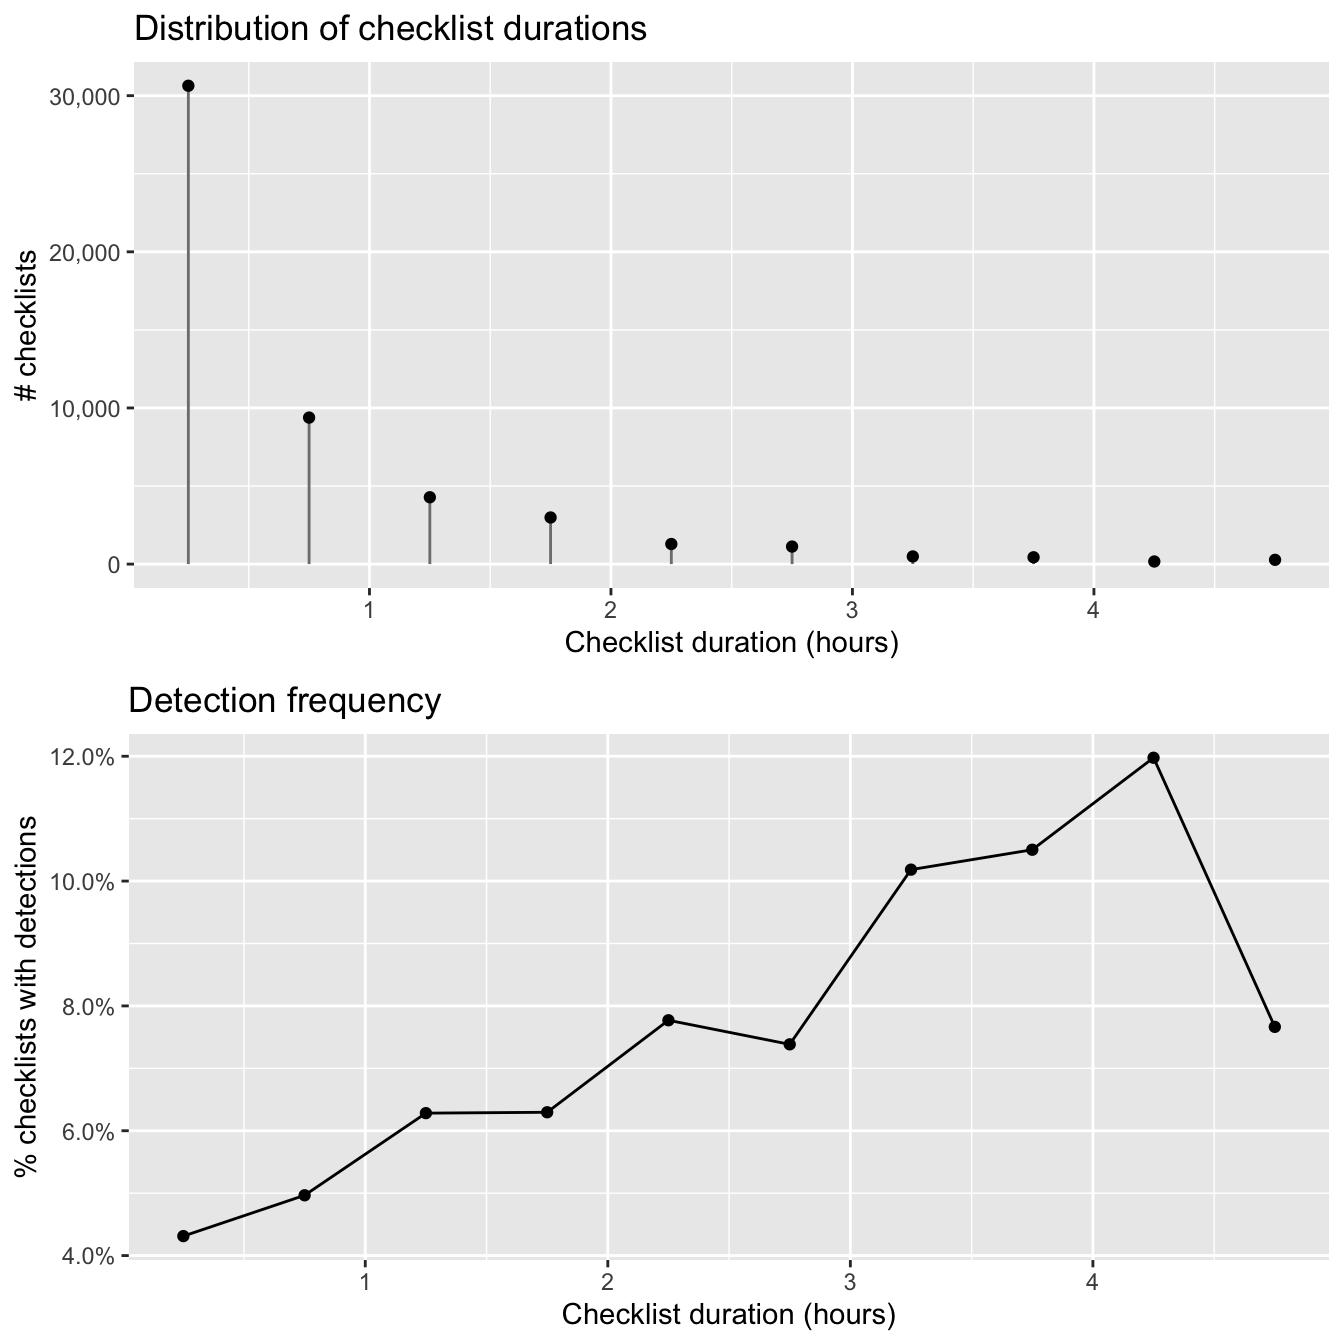 Distribution of checklist durations
30,000
20,000
10,000
0
# checklists
1 2 3 4
Checklist duration (hours)
Detection frequency
12.0%
10.0%
8.0%
6.0%
4.0%
% checklists with detections
1 2 3 4
Checklist duration (hours)